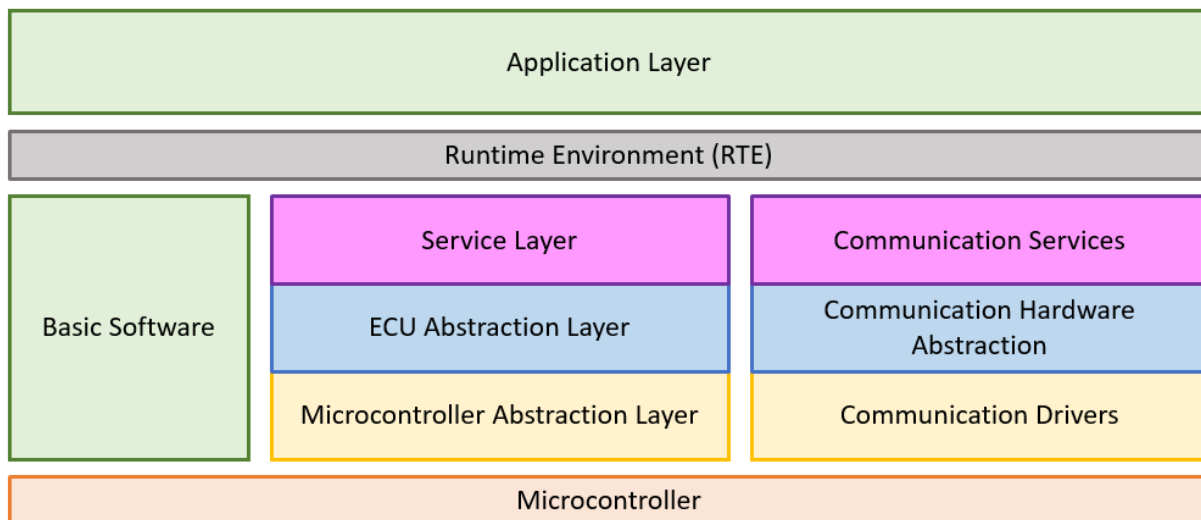 Application Layer
Runtime Environment (RTE)
Basic Software
Service Layer
ECU Abstraction Layer
Microcontroller Abstraction Layer
Communication Services
Communication Hardware
Abstraction
Communication Drivers
Microcontroller